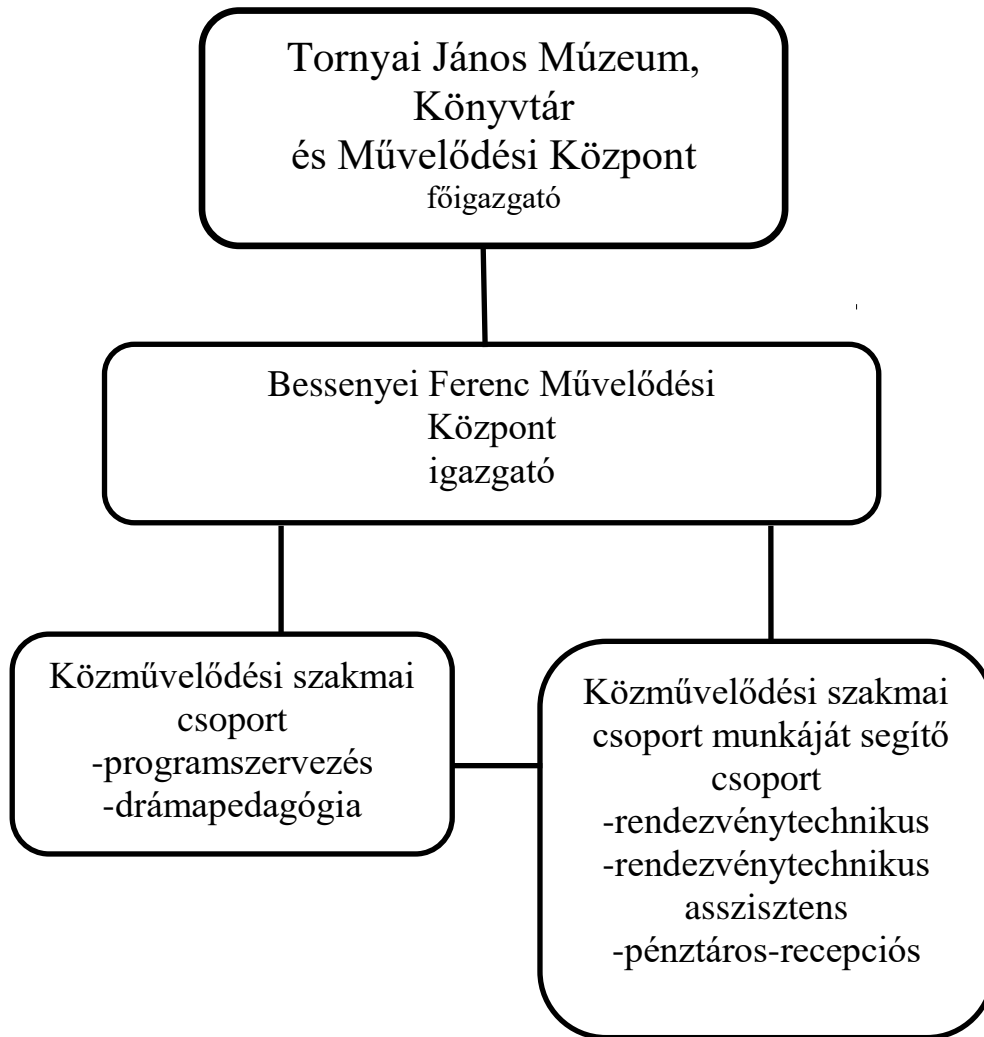 Tornyai János Múzeum,
Könyvtár
és Művelődési Központ
főigazgató
Bessenyei Ferenc Művelődési
Központ
igazgató
Közművelődési szakmai
csoport
-programszervezés
-drámapedagógia
Közművelődési szakmai
csoport munkáját segítő
csoport
-rendezvénytechnikus
-rendezvénytechnikus
asszisztens
-pénztáros-recepciós